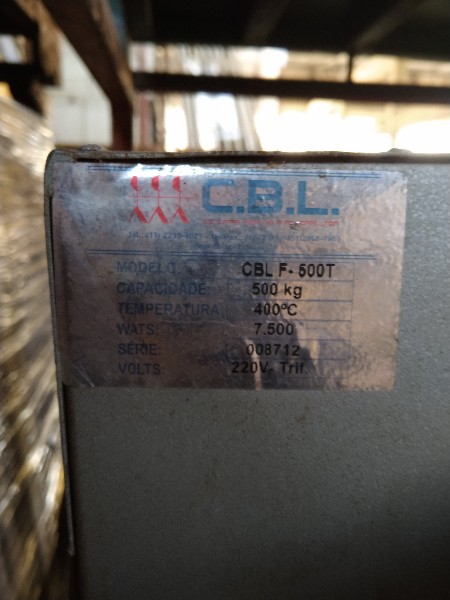 C.B.L.
MODELO:
CBL F- 500T
CAPACIDADE:
500 kg
TEMPERATURA
400ºC
WATS:
7.500
SÉRIE:
008712
VOLTS:
220V- Trif.